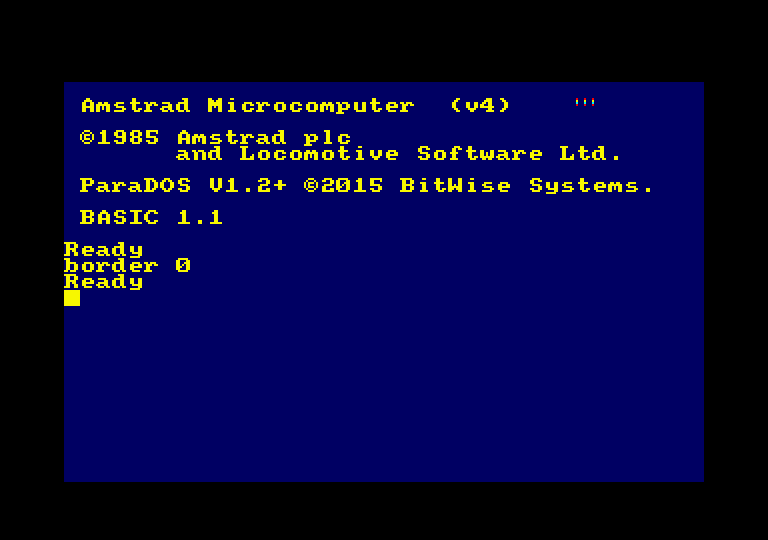 Amstrad Microcomputer (v4)
©1985 Amstrad plc
and Locomotive Software Ltd.
ParaDOS V1.2+ ©2015 BitWise Systems.
BASIC 1.1
Ready
border 0
Ready